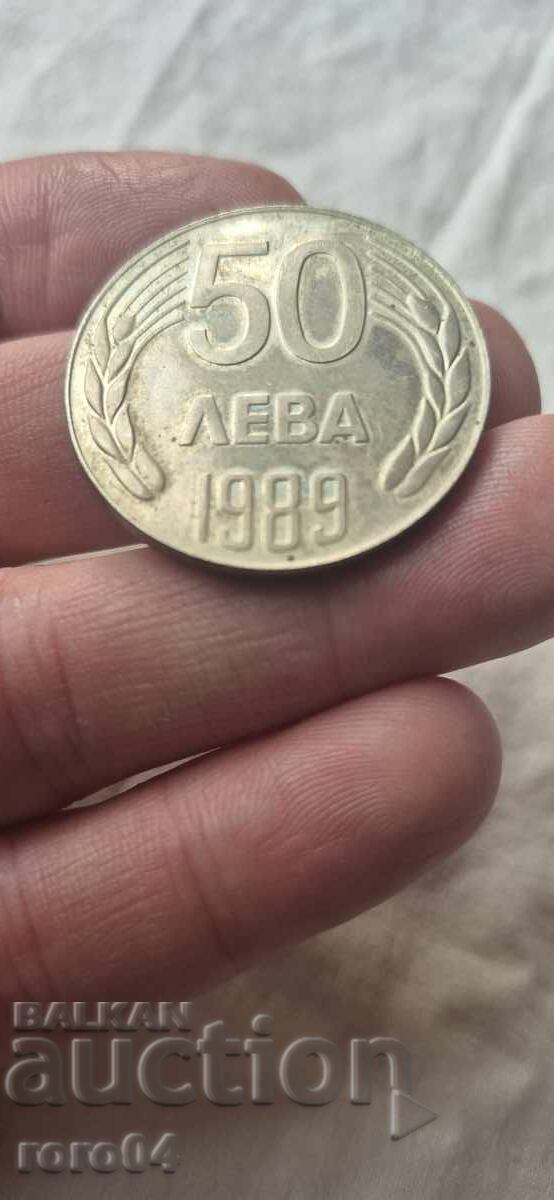 50
ЛЕВА
1989
BALKAN
auction
roro04